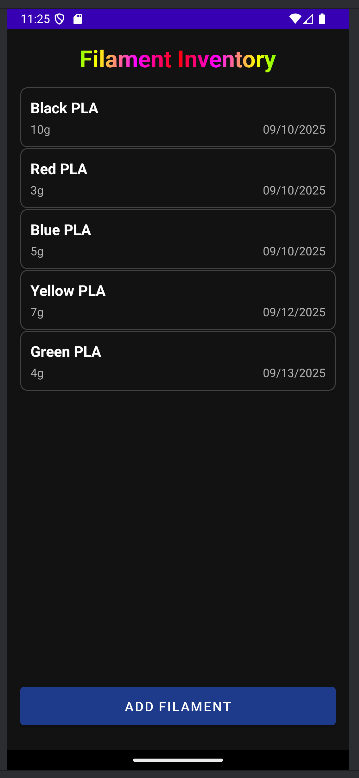 11:25
Filament Inventory
Black PLA
10g 09/10/2025
Red PLA
3g 09/10/2025
Blue PLA
5g 09/10/2025
Yellow PLA
7g 09/12/2025
Green PLA
4g 09/13/2025
ADD FILAMENT